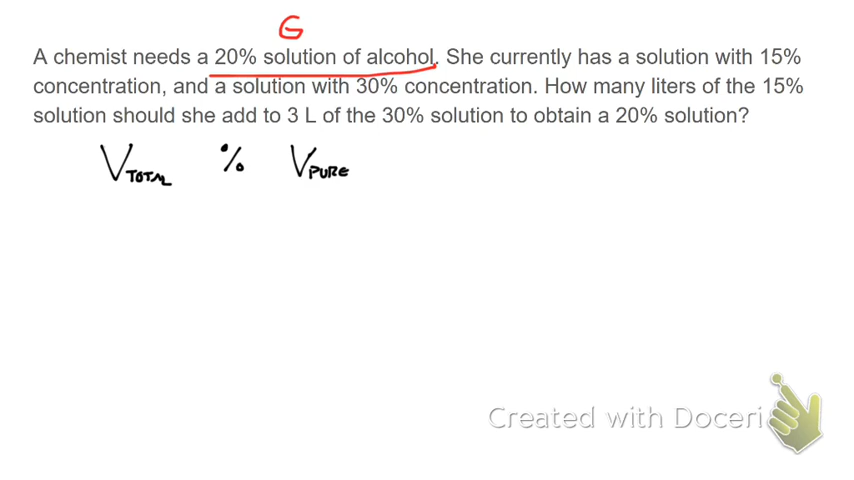 G
A chemist needs a 20% solution of alcohol. She currently has a solution with 15%
concentration, and a solution with 30% concentration. How many liters of the 15%
solution should she add to 3 L of the 30% solution to obtain a 20% solution?
VTOTAL % VPURE
Created with Doceri